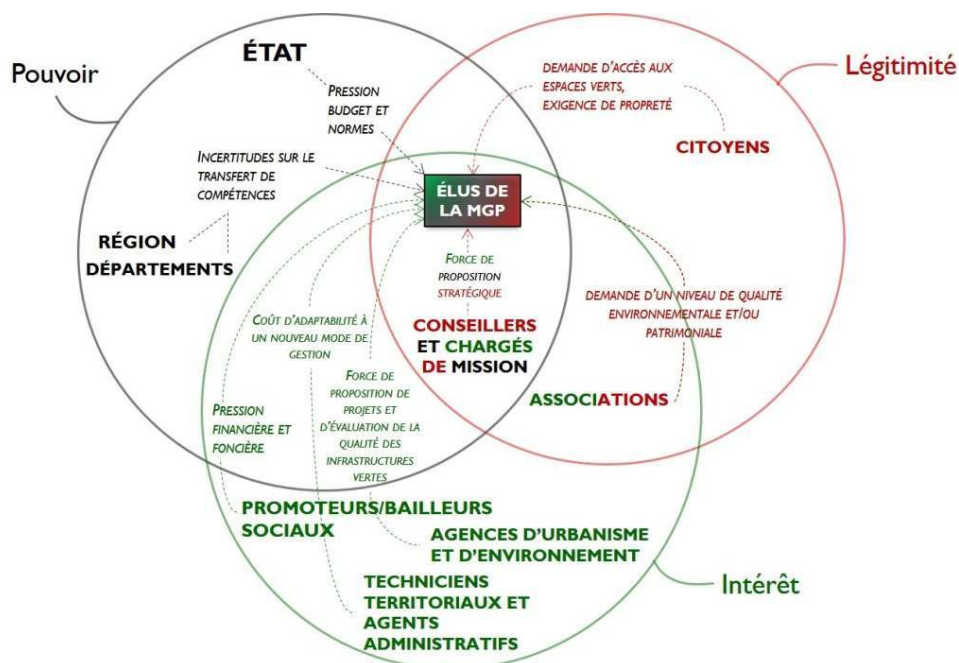 ÉTAT
Pouvoir
Légitimité
DEMANDE D'ACCÈS AUX
ESPACES VERTS,
EXIGENCE DE PROPRETÉ
PRESSION
BUDGET ET
NORMES
CITOYENS
INCERTITUDES SUR LE
TRANSFERT DE
COMPÉTENCES
ÉLUS DE
LA MGP
RÉGION
DÉPARTEMENTS
FORCE DE
PROPOSITION
STRATÉGIQUE
DEMANDE D'UN NIVEAU DE QUALITÉ
ENVIRONNEMENTALE ET/OU
PATRIMONIALE
COÛT D'ADAPTABILITÉ À
UN NOUVEAU MODE DE
GESTION
CONSEILLERS
ET CHARGÉS
DE MISSION
FORCE DE
PROPOSITION DE
PROJETS ET
D'ÉVALUATION DE LA
QUALITÉ DES
INFRASTRUCTURES
VERTES
ASSOCIATIONS
PRESSION
FINANCIÈRE ET
FONCIÈRE
PROMOTEURS/BAILLEURS
SOCIAUX
AGENCES D'URBANISME
ET D'ENVIRONNEMENT
TECHNICIENS
TERRITORIAUX ET
AGENTS
ADMINISTRATIFS
Intérêt